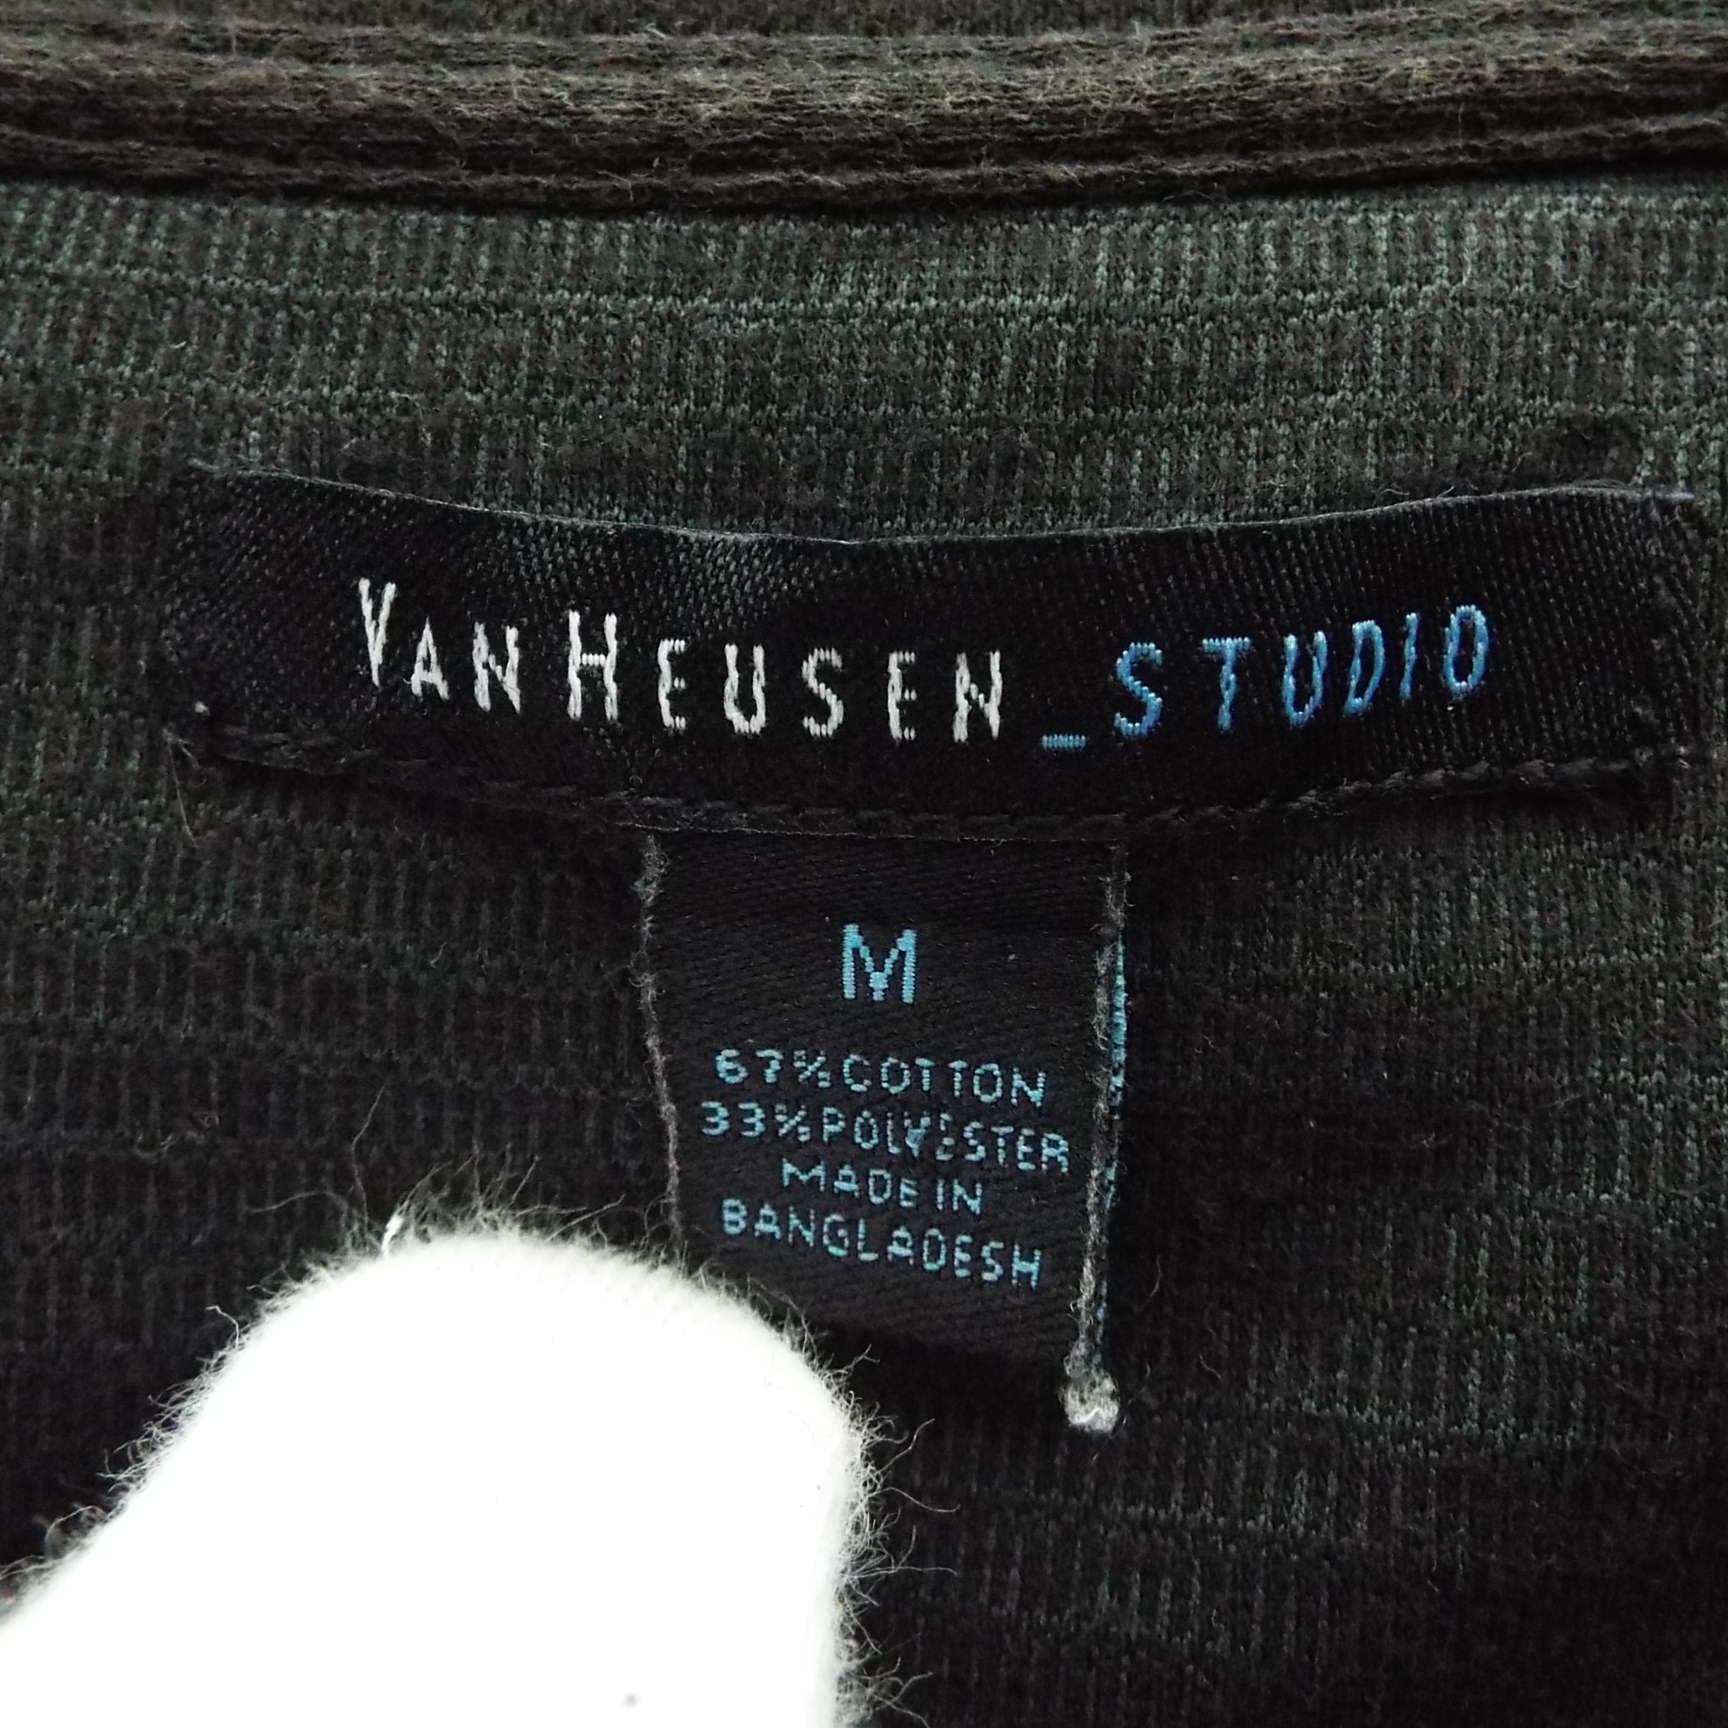 VAN HEUSEN_STUDIO
M
67% COTTON
33% POLYESTER
MADE IN
BANGLADESH